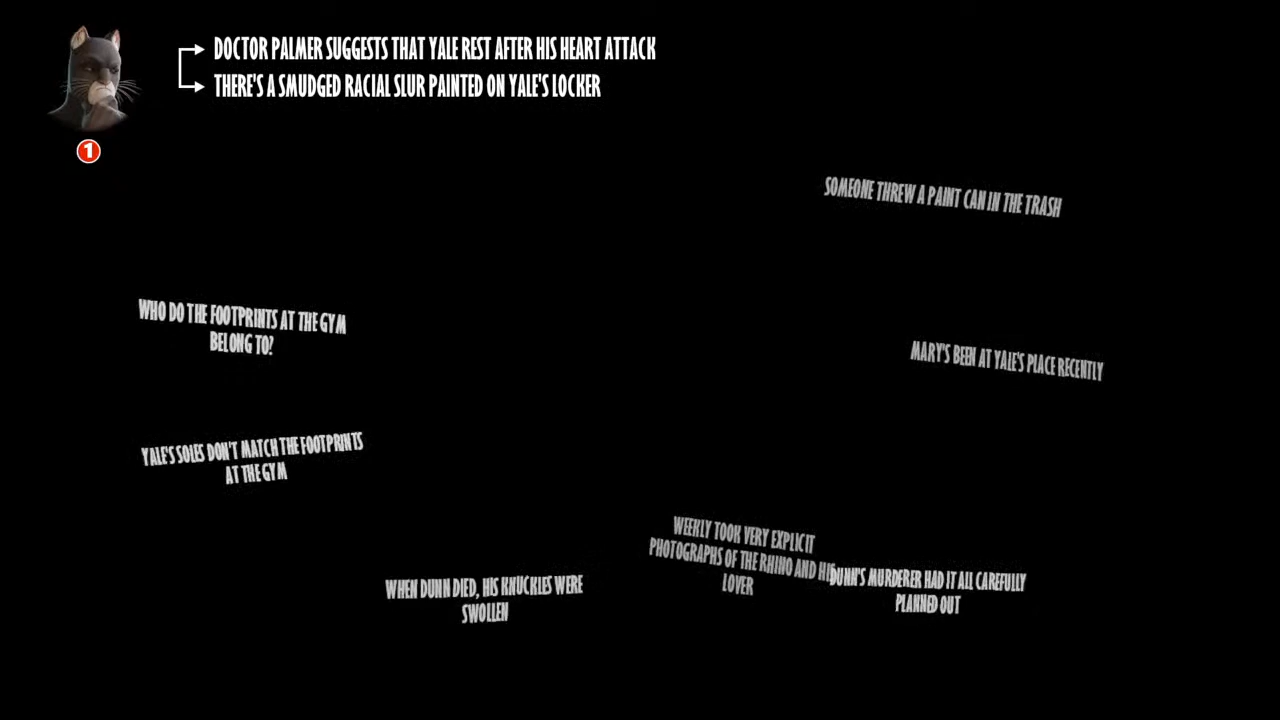 DOCTOR PALMER SUGGESTS THAT YALE REST AFTER HIS HEART ATTACK
THERE'S A SMUDGED RACIAL SLUR PAINTED ON YALE'S LOCKER
1
SOMEONE THREW A PAINT CAN IN THE TRASH
WHO DO THE FOOTPRINTS AT THE GYM
BELONG TO?
MARY'S BEEN AT YALE'S PLACE RECENTLY
YALE'S SOLES DON'T MATCH THE FOOTPRINTS
AT THE GYM
WEEKLY TOOK VERY EXPLICIT
PHOTOGRAPHS OF THE RHINO AND HIS
LOVER
DUNN'S MURDERER HAD IT ALL CAREFULLY
PLANNED OUT
WHEN DUNN DIED, HIS KNUCKLES WERE
SWOLLEN